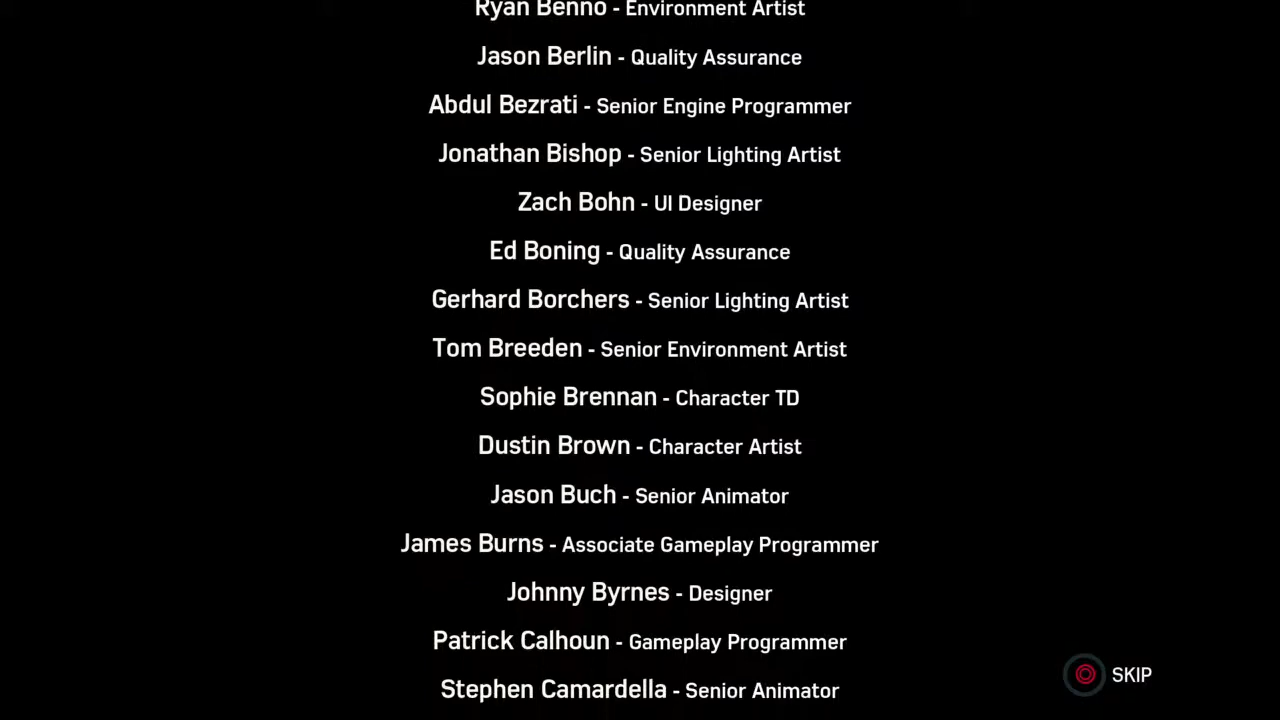 Ryan Benno - Environment Artist
Jason Berlin - Quality Assurance
Abdul Bezrati - Senior Engine Programmer
Jonathan Bishop - Senior Lighting Artist
Zach Bohn - UI Designer
Ed Boning - Quality Assurance
Gerhard Borchers - Senior Lighting Artist
Tom Breeden - Senior Environment Artist
Sophie Brennan - Character TD
Dustin Brown - Character Artist
Jason Buch - Senior Animator
James Burns - Associate Gameplay Programmer
Johnny Byrnes - Designer
Patrick Calhoun - Gameplay Programmer
SKIP
Stephen Camardella - Senior Animator